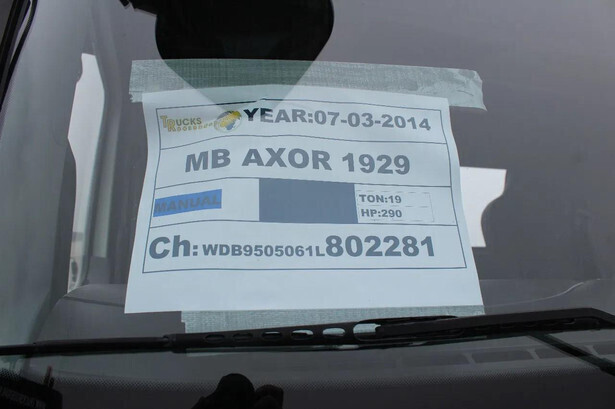 TRUCKS
YEAR:07-03-2014
MB AXOR 1929
MANUAL
TON:19
HP:290
Ch:WDB9505061L802281